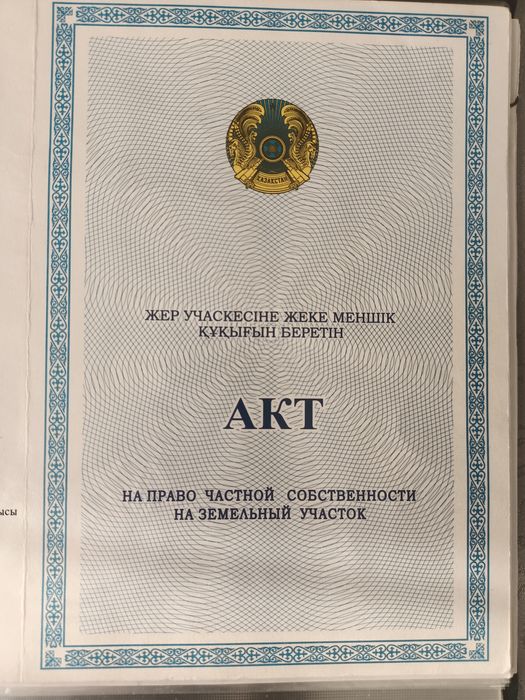 ҚАЗАҚСТАН
ЖЕР УЧАСКЕСІНЕ ЖЕКЕ МЕНШІК
ҚҰҚЫҒЫН БЕРЕТІН
АКТ
НА ПРАВО ЧАСТНОЙ СОБСТВЕННОСТИ
НА ЗЕМЕЛЬНЫЙ УЧАСТОК